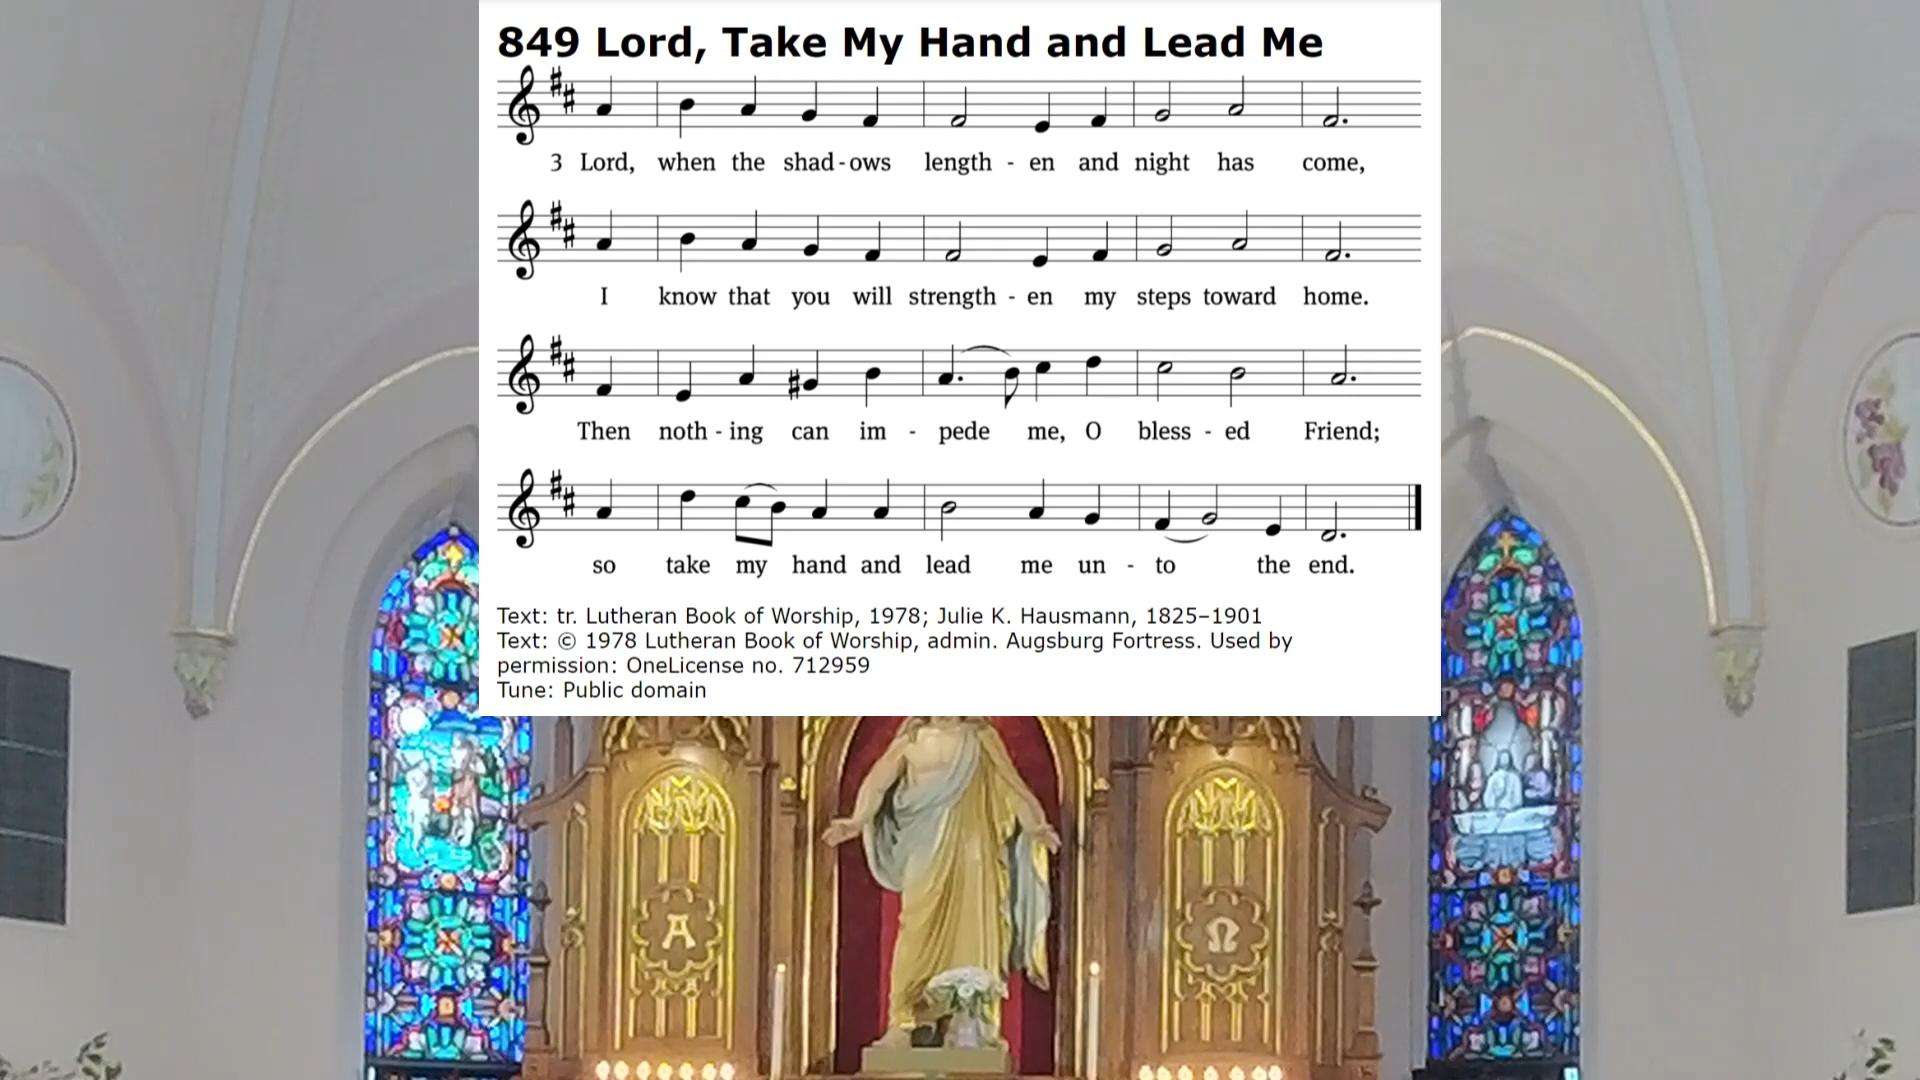 849 Lord, Take My Hand and Lead Me
3 Lord, when the shad - ows length - en and night has come,
I know that you will strength - en my steps toward home.
Then noth - ing can im - pede me, O bless - ed Friend;
so take my hand and lead me un - to the end.
Text: tr. Lutheran Book of Worship, 1978; Julie K. Hausmann, 1825–1901
Text: © 1978 Lutheran Book of Worship, admin. Augsburg Fortress. Used by
permission: OneLicense no. 712959
Tune: Public domain
A Ω